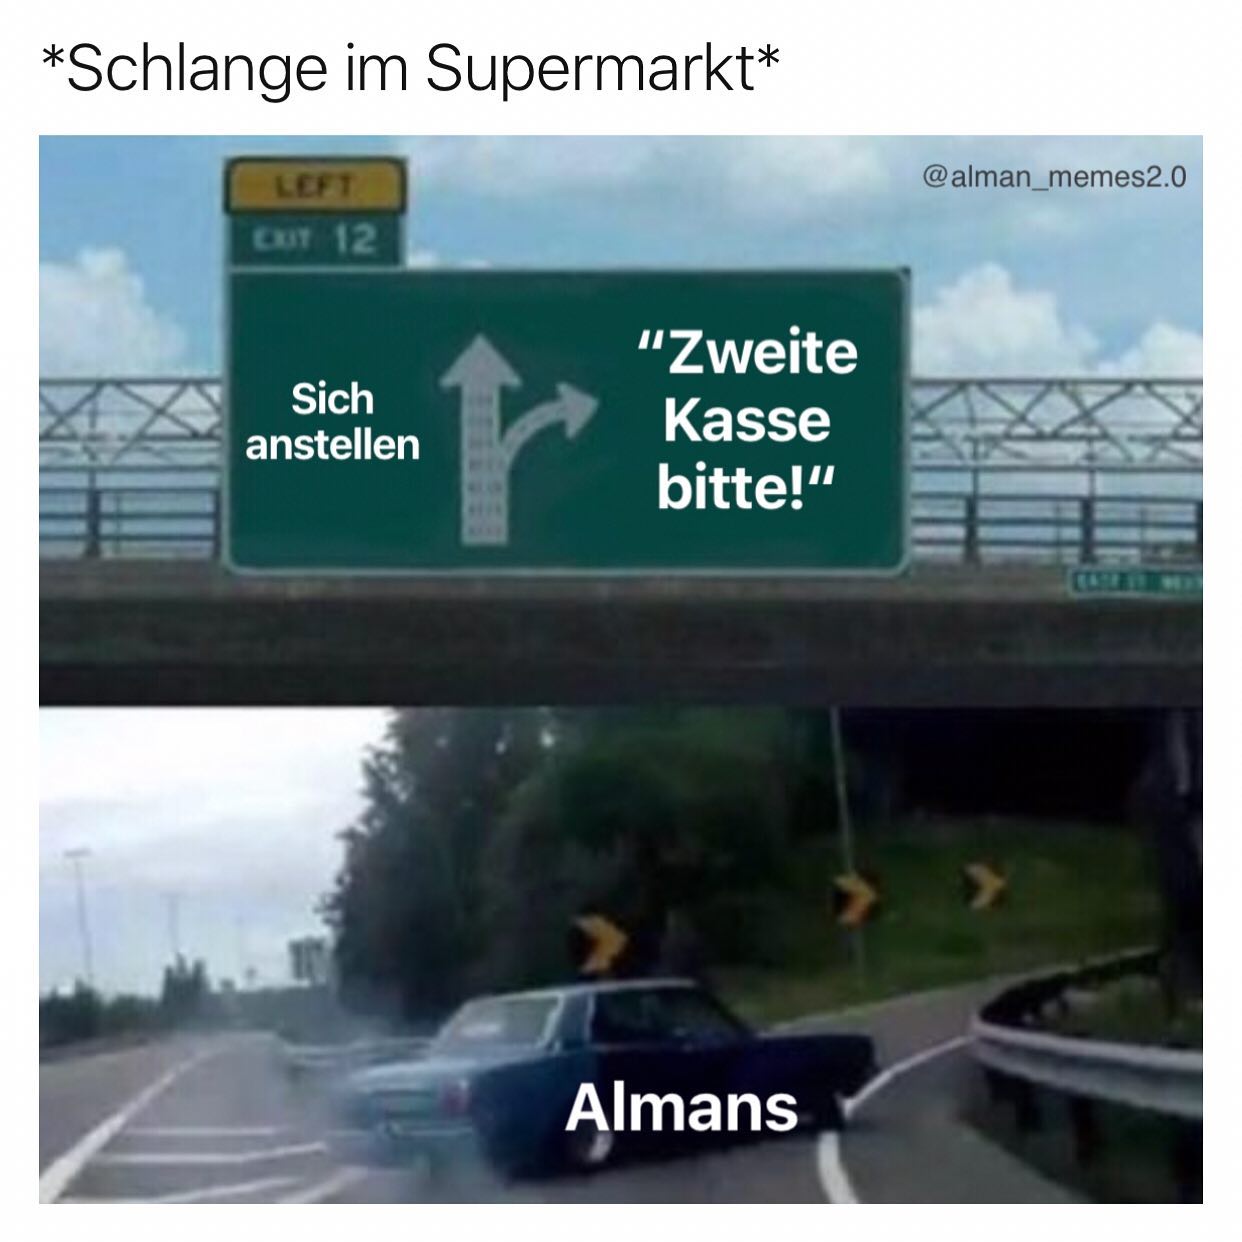 *Schlange im Supermarkt*
@alman_memes2.0
LEFT
EXIT 12
Sich
anstellen
“Zweite
Kasse
bitte!“
Almans